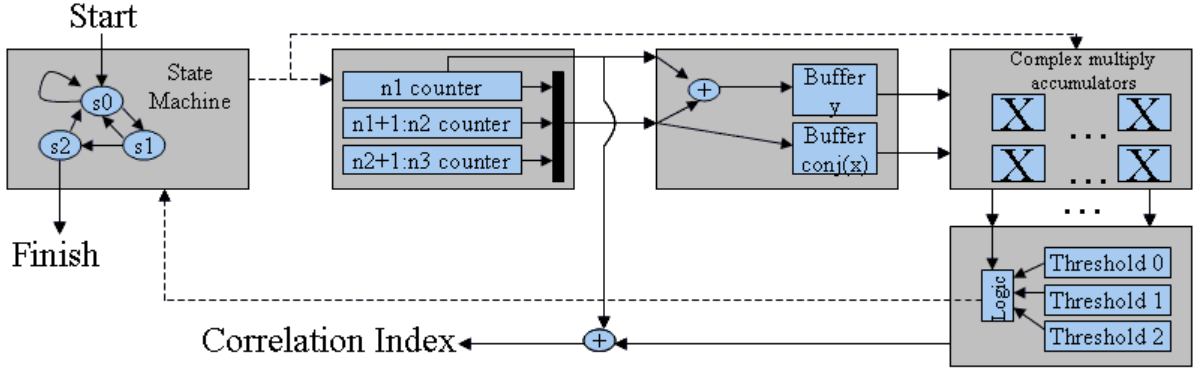 Start
State
Machine
s0
s2
s1
Finish
n1 counter
n1+1:n2 counter
n2+1:n3 counter
+
Buffer
y
Buffer
conj(x)
Complex multiply
accumulators
X ... X
X ... X
...
Logic
Threshold 0
Threshold 1
Threshold 2
Correlation Index
+